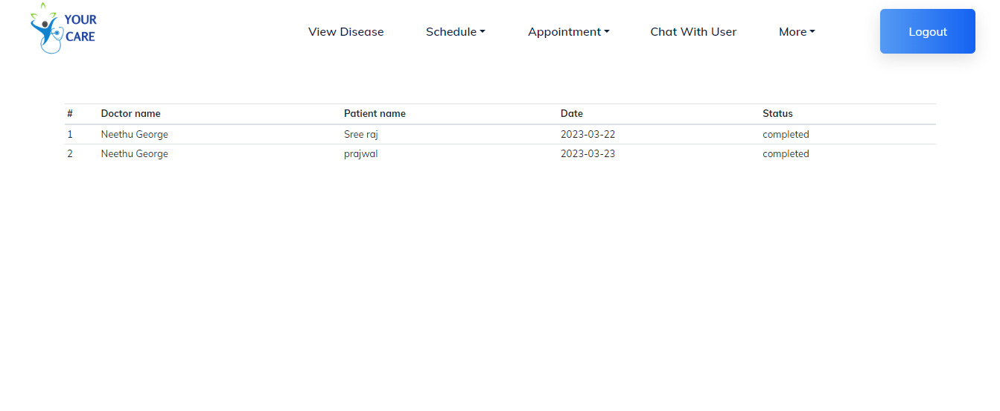 YOUR
CARE
View Disease Schedule Appointment Chat With User More Logout
# Doctor name Patient name Date Status
1 Neethu George Sree raj 2023-03-22 completed
2 Neethu George prajwal 2023-03-23 completed